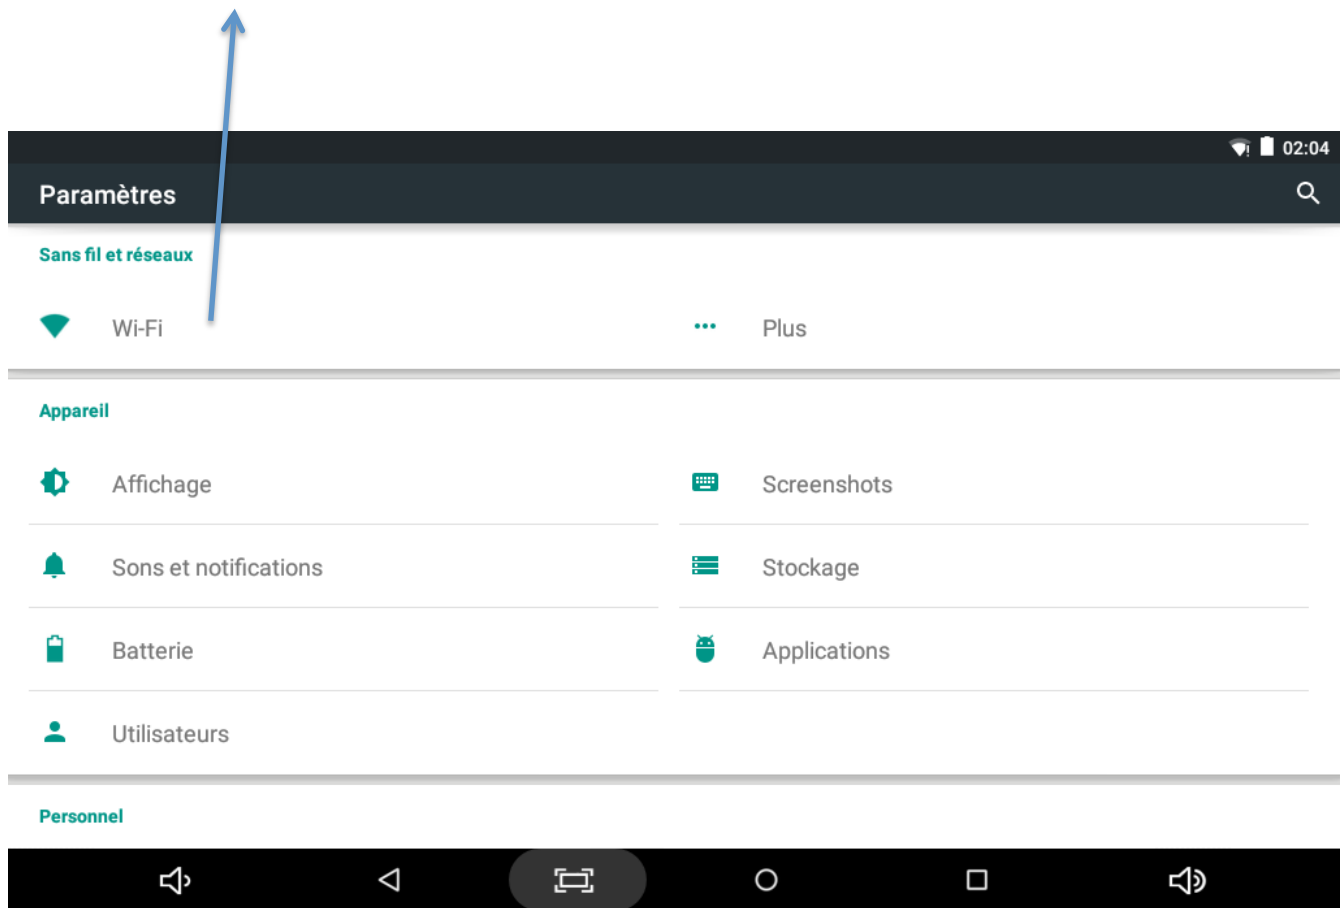 02:04
Paramètres
Sans fil et réseaux
Wi-Fi
Plus
Appareil
Affichage
Screenshots
Sons et notifications
Stockage
Batterie
Applications
Utilisateurs
Personnel